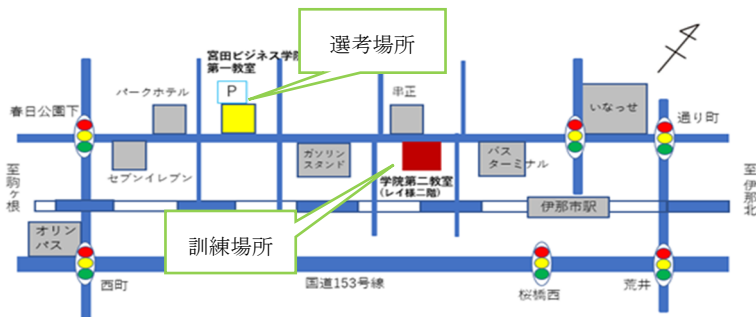 宮田ビジネス学院
第一教室
選考場所
P
パークホテル
串正
いなっせ
春日公園下
通り町
セブンイレブン
ガソリン
スタンド
バス
ターミナル
学院第二教室
(レイ様二階)
至駒ヶ根
至伊那北
伊那市駅
オリン
パス
訓練場所
西町
国道153号線
桜橋西
荒井